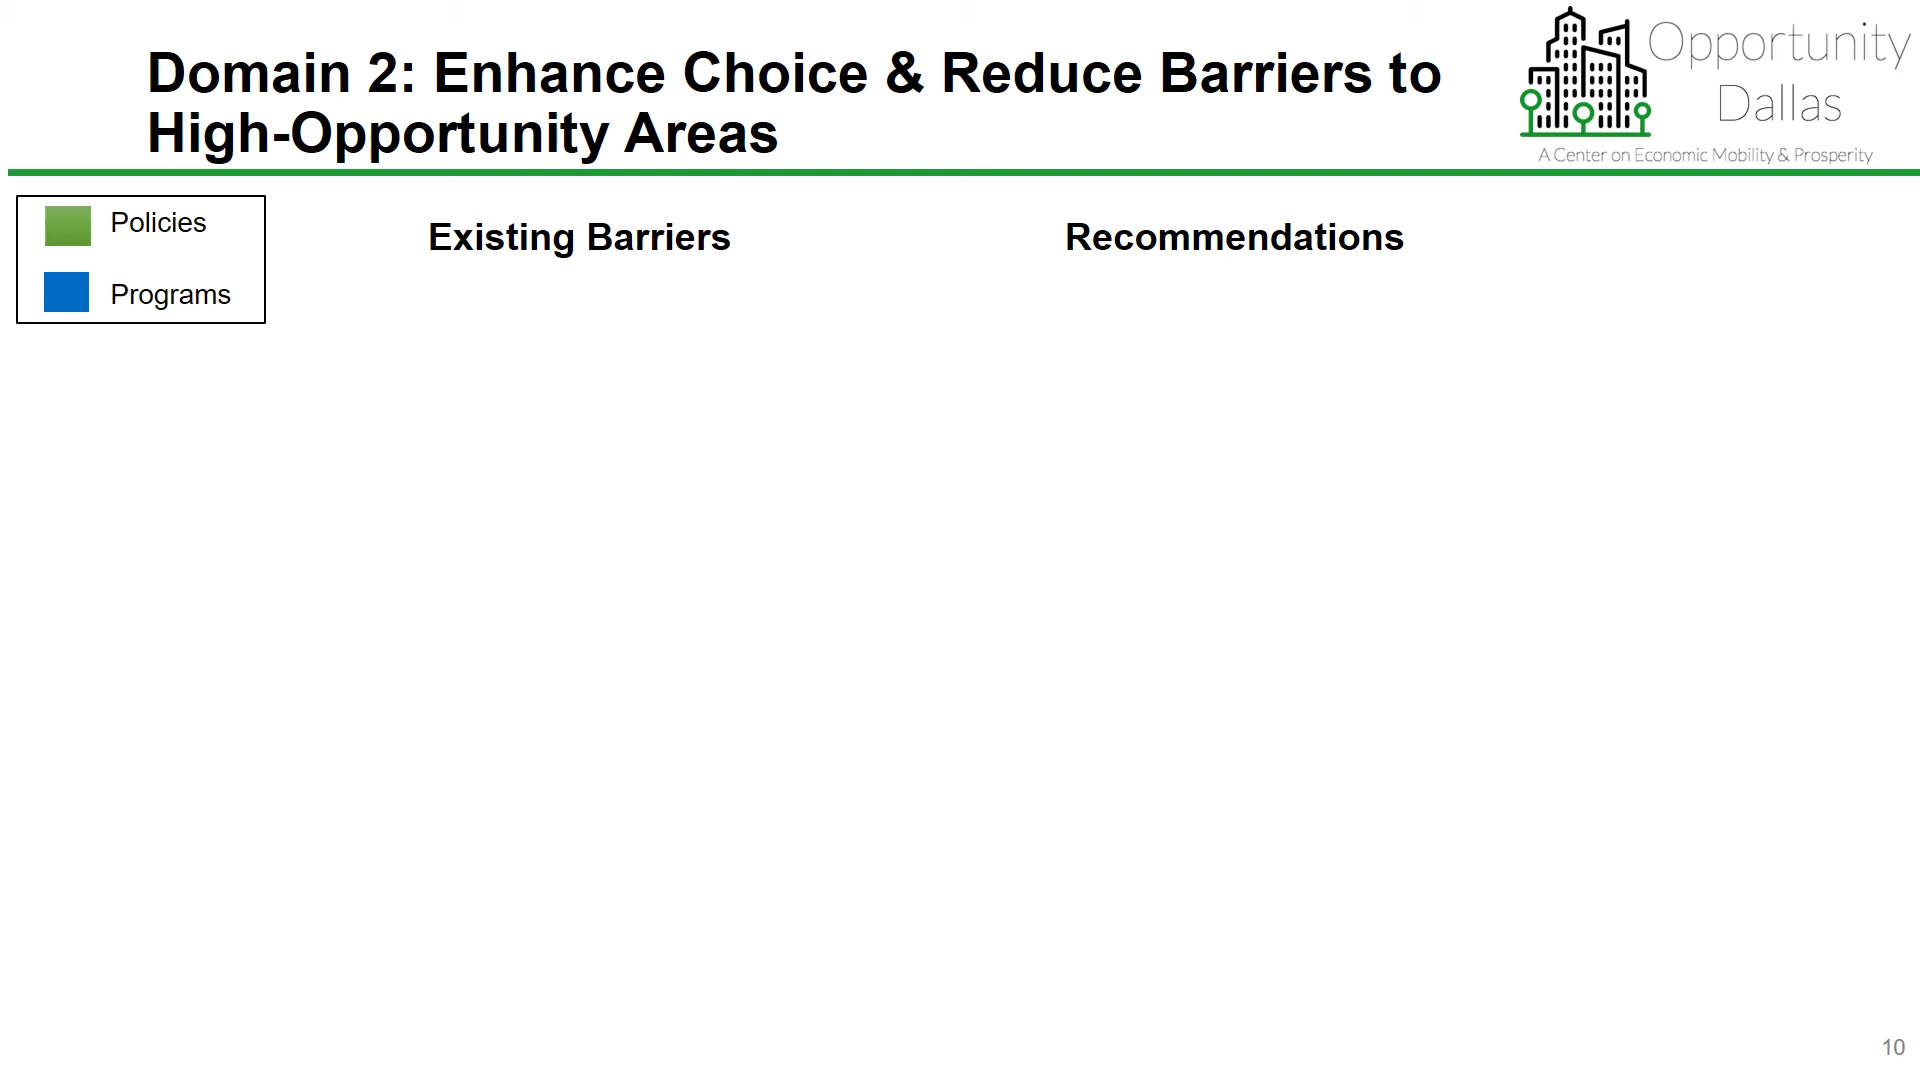 Domain 2: Enhance Choice & Reduce Barriers to
High-Opportunity Areas
Opportunity
Dallas
A Center on Economic Mobility & Prosperity
Policies
Programs
Existing Barriers
Recommendations
10